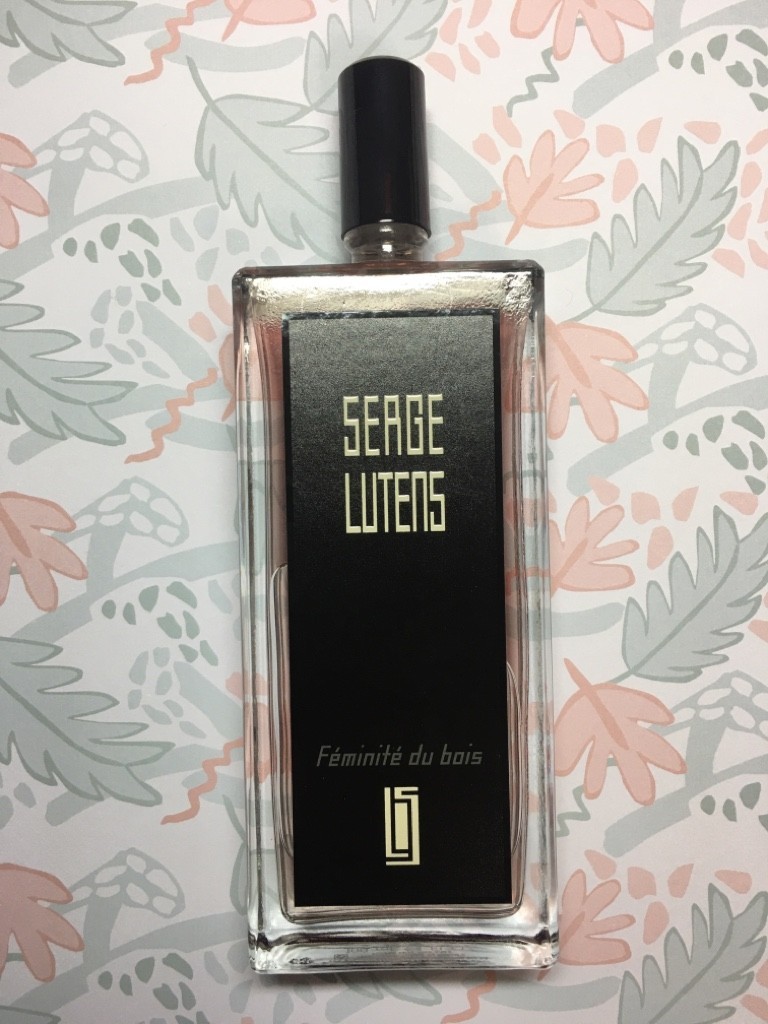 SERGE
LUTENS
Féminité du bois